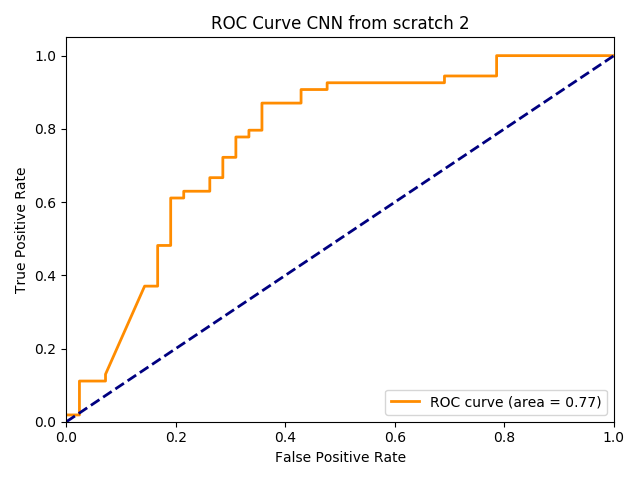 ROC Curve CNN from scratch 2
True Positive Rate
1.0
0.8
0.6
0.4
0.2
0.0
ROC curve (area = 0.77)
0.0 0.2 0.4 0.6 0.8 1.0
False Positive Rate